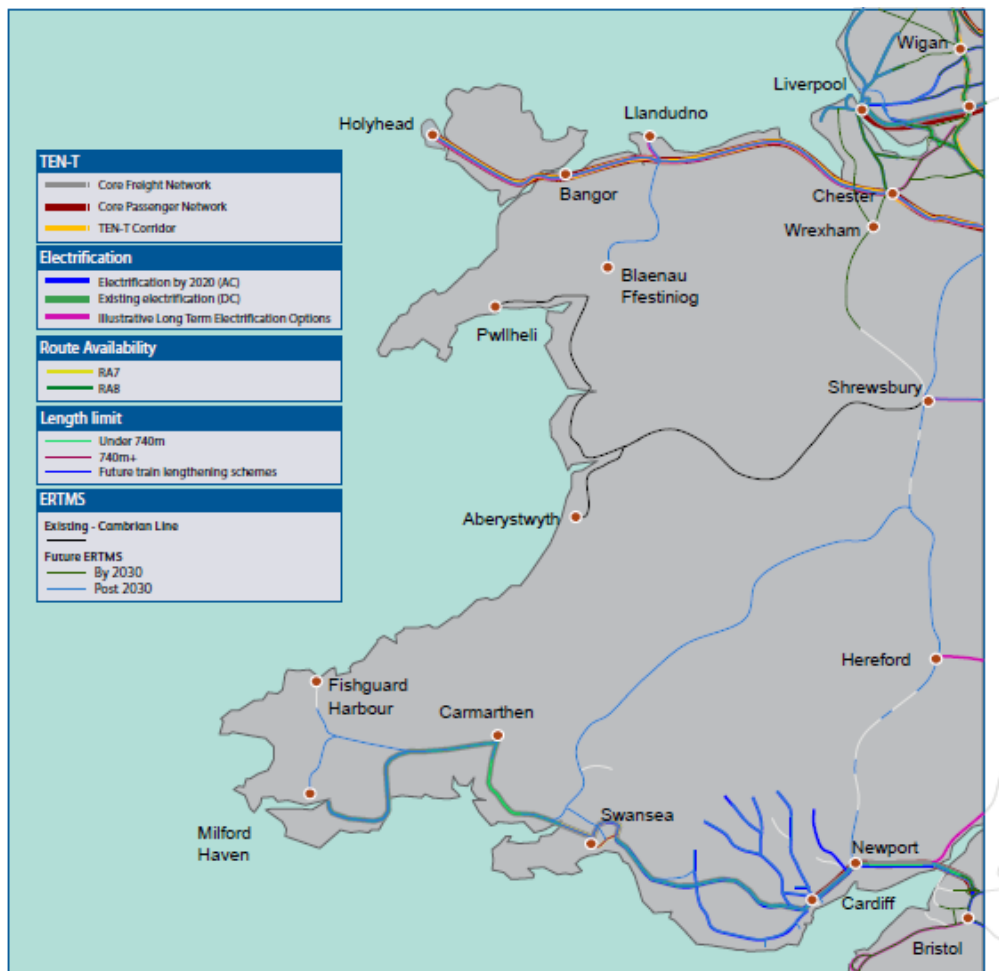 Wigan
Liverpool
Llandudno
Holyhead
TEN-T
Core Freight Network
Core Passenger Network
TEN-T Corridor
Bangor
Chester
Wrexham
Electrification
Electrification by 2020 (AC)
Existing electrification (DC)
Illustrative Long Term Electrification Options
Blaenau
Ffestiniog
Pwllheli
Route Availability
RA7
RA8
Shrewsbury
Length limit
Under 740m
740m+
Future train lengthening schemes
ERTMS
Existing - Cambrian Line
Future ERTMS
By 2030
Post 2030
Aberystwyth
Hereford
Fishguard
Harbour
Carmarthen
Swansea
Milford
Haven
Newport
Cardiff
Bristol